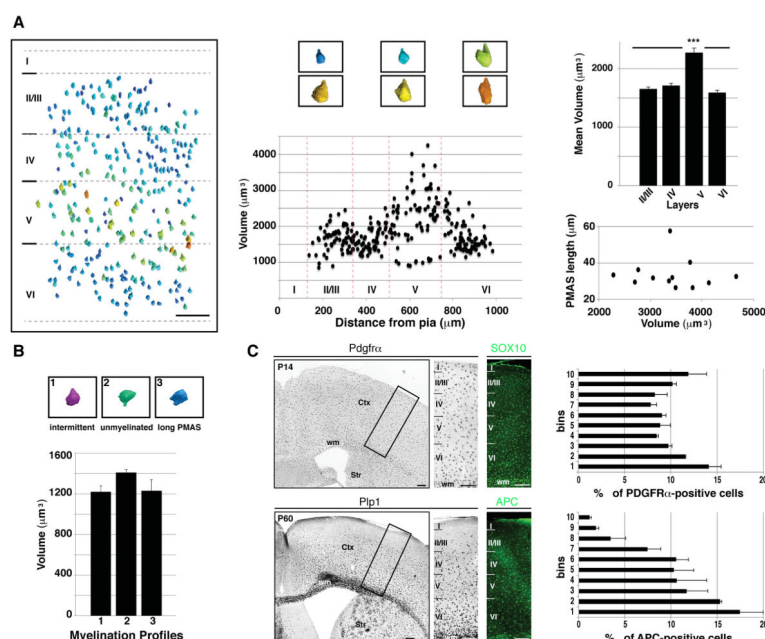 A
I
II/III
IV
V
VI
Volume (μm³)
4000
3000
2000
1000
I
II/III
IV
V
VI
0
200
400
600
800
1000
Distance from pia (μm)
***
Mean Volume (μm³)
2000
1000
0
II/III
IV
V
VI
Layers
PMAS length (μm)
60
40
20
2000
3000
4000
5000
Volume (μm³)
B
1
2
3
intermittent
unmyelinated
long PMAS
Volume (μm³)
1600
1200
800
400
0
1
2
3
Myelination Profiles
C
Pdgfrα
SOX10
P14
Ctx
wm
Str
I
II/III
IV
V
VI
wm
I
II/III
IV
V
VI
wm
bins
10
9
8
7
6
5
4
3
2
1
0
5
10
15
20
% of PDGFRα-positive cells
Plp1
APC
P60
Ctx
wm
Str
I
II/III
IV
V
VI
I
II/III
IV
V
VI
bins
10
9
8
7
6
5
4
3
2
1
0
5
10
15
20
% of APC-positive cells